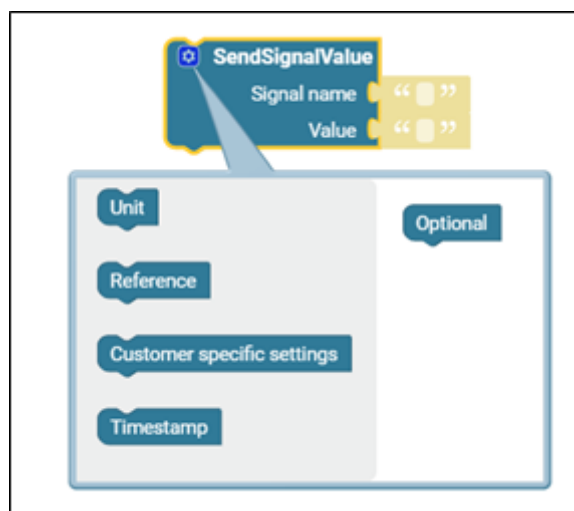 SendSignalValue
Signal name “ ”
Value “ ”
Unit
Optional
Reference
Customer specific settings
Timestamp